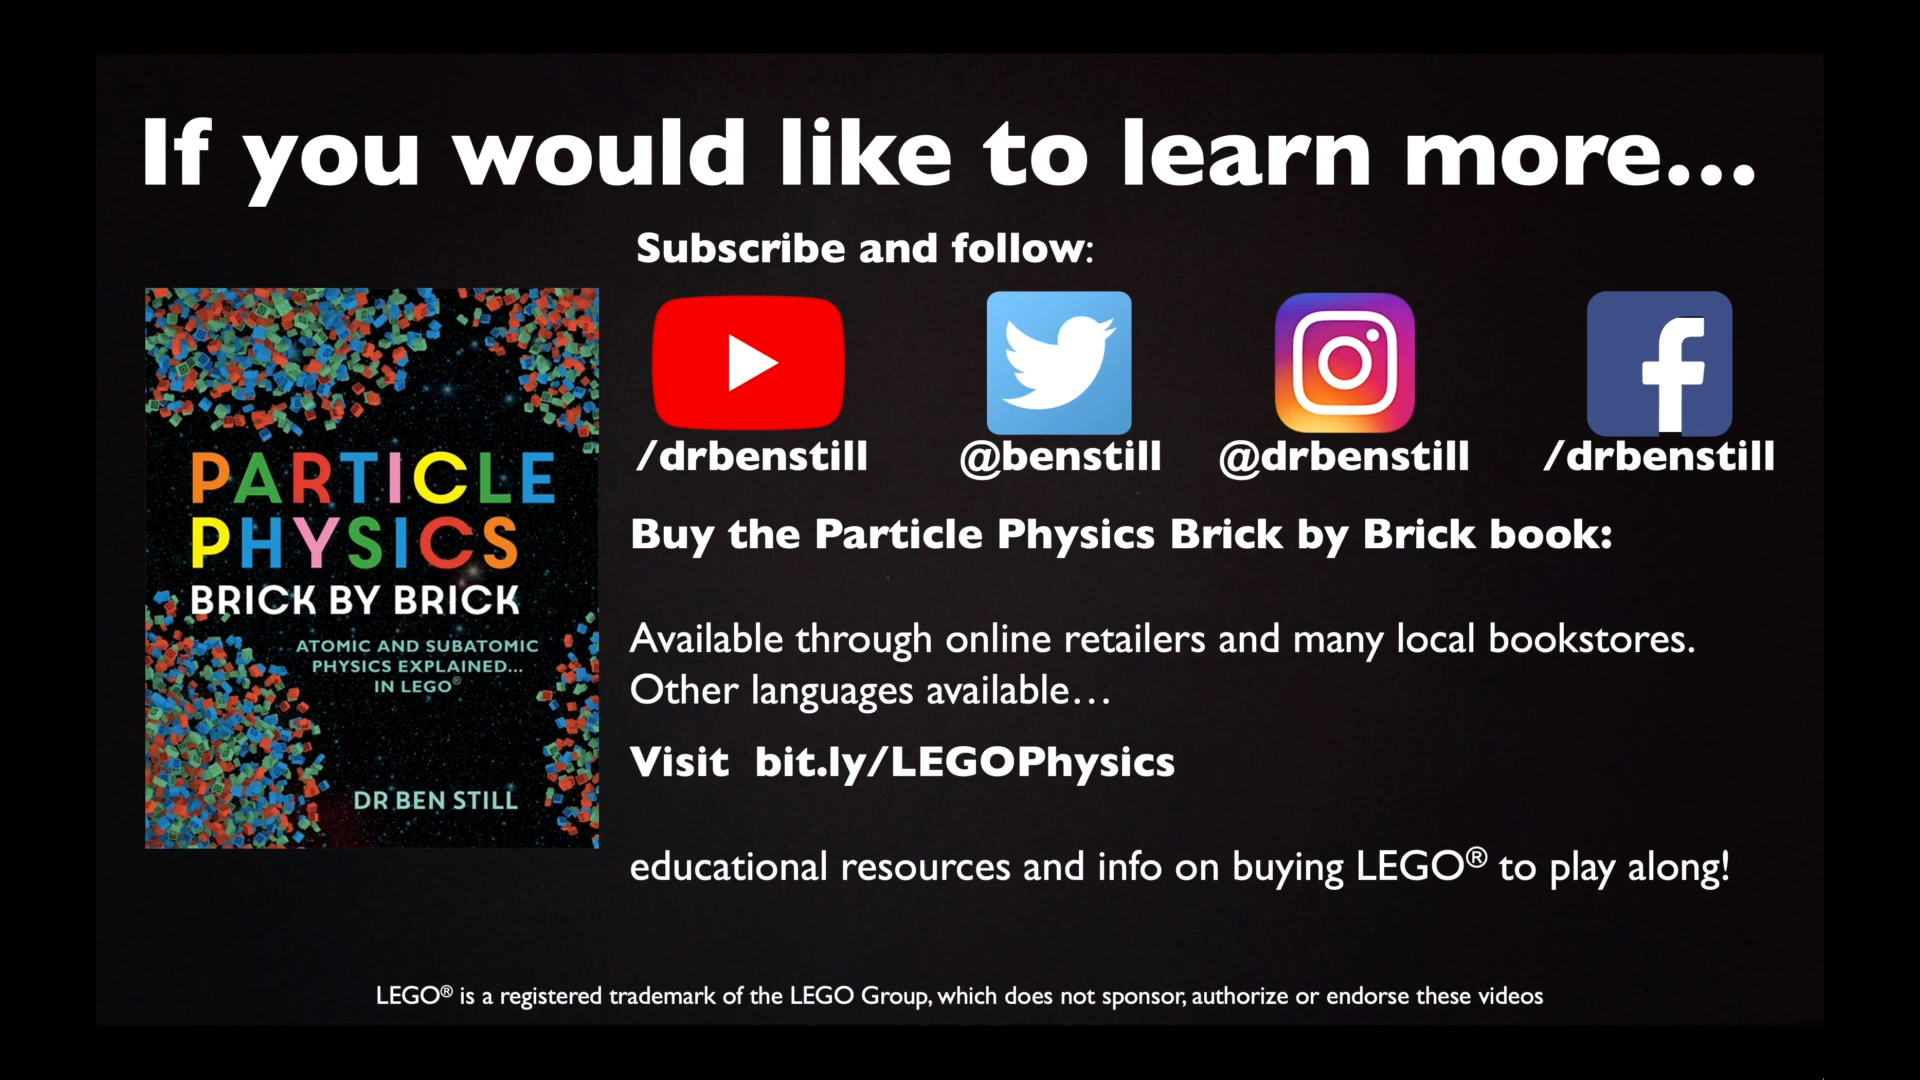 If you would like to learn more...
Subscribe and follow:
/drbenstill
@benstill
@drbenstill
/drbenstill
PARTICLE
PHYSICS
BRICK BY BRICK
ATOMIC AND SUBATOMIC
PHYSICS EXPLAINED...
IN LEGO®
DR BEN STILL
Buy the Particle Physics Brick by Brick book:
Available through online retailers and many local bookstores.
Other languages available...
Visit bit.ly/LEGOPhysics
educational resources and info on buying LEGO® to play along!
LEGO® is a registered trademark of the LEGO Group, which does not sponsor, authorize or endorse these videos